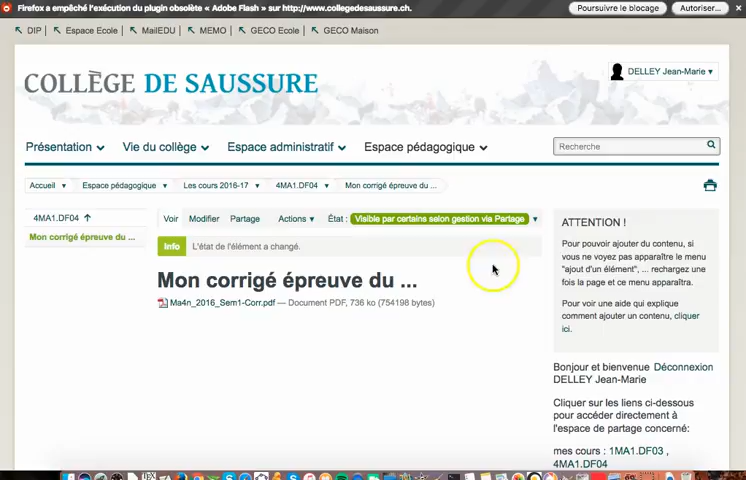 Firefox a empêché l'exécution du plugin obsolète « Adobe Flash » sur http://www.collegedesaussure.ch.
Poursuivre le blocage
Autoriser...
DIP | Espace Ecole | MailEDU | MEMO | GECO Ecole | GECO Maison
COLLÈGE DE SAUSSURE
DELLEY Jean-Marie
Présentation Vie du collège Espace administratif Espace pédagogique
Recherche
Accueil Espace pédagogique Les cours 2016-17 4MA1.DF04 Mon corrigé épreuve du ...
4MA1.DF04
Mon corrigé épreuve du ...
Voir Modifier Partage Actions État : Visible par certains selon gestion via Partage
Info L'état de l'élément a changé.
Mon corrigé épreuve du ...
Ma4n_2016_Sem1-Corr.pdf — Document PDF, 736 ko (754198 bytes)
ATTENTION !
Pour pouvoir ajouter du contenu, si
vous ne voyez pas apparaître le menu
"ajout d'un élément", ... rechargez une
fois la page et ce menu apparaîtra.
Pour voir une aide qui explique
comment ajouter un contenu, cliquer
ici.
Bonjour et bienvenue Déconnexion
DELLEY Jean-Marie
Cliquer sur les liens ci-dessous
pour accéder directement à
l'espace de partage concerné:
mes cours : 1MA1.DF03 ,
4MA1.DF04